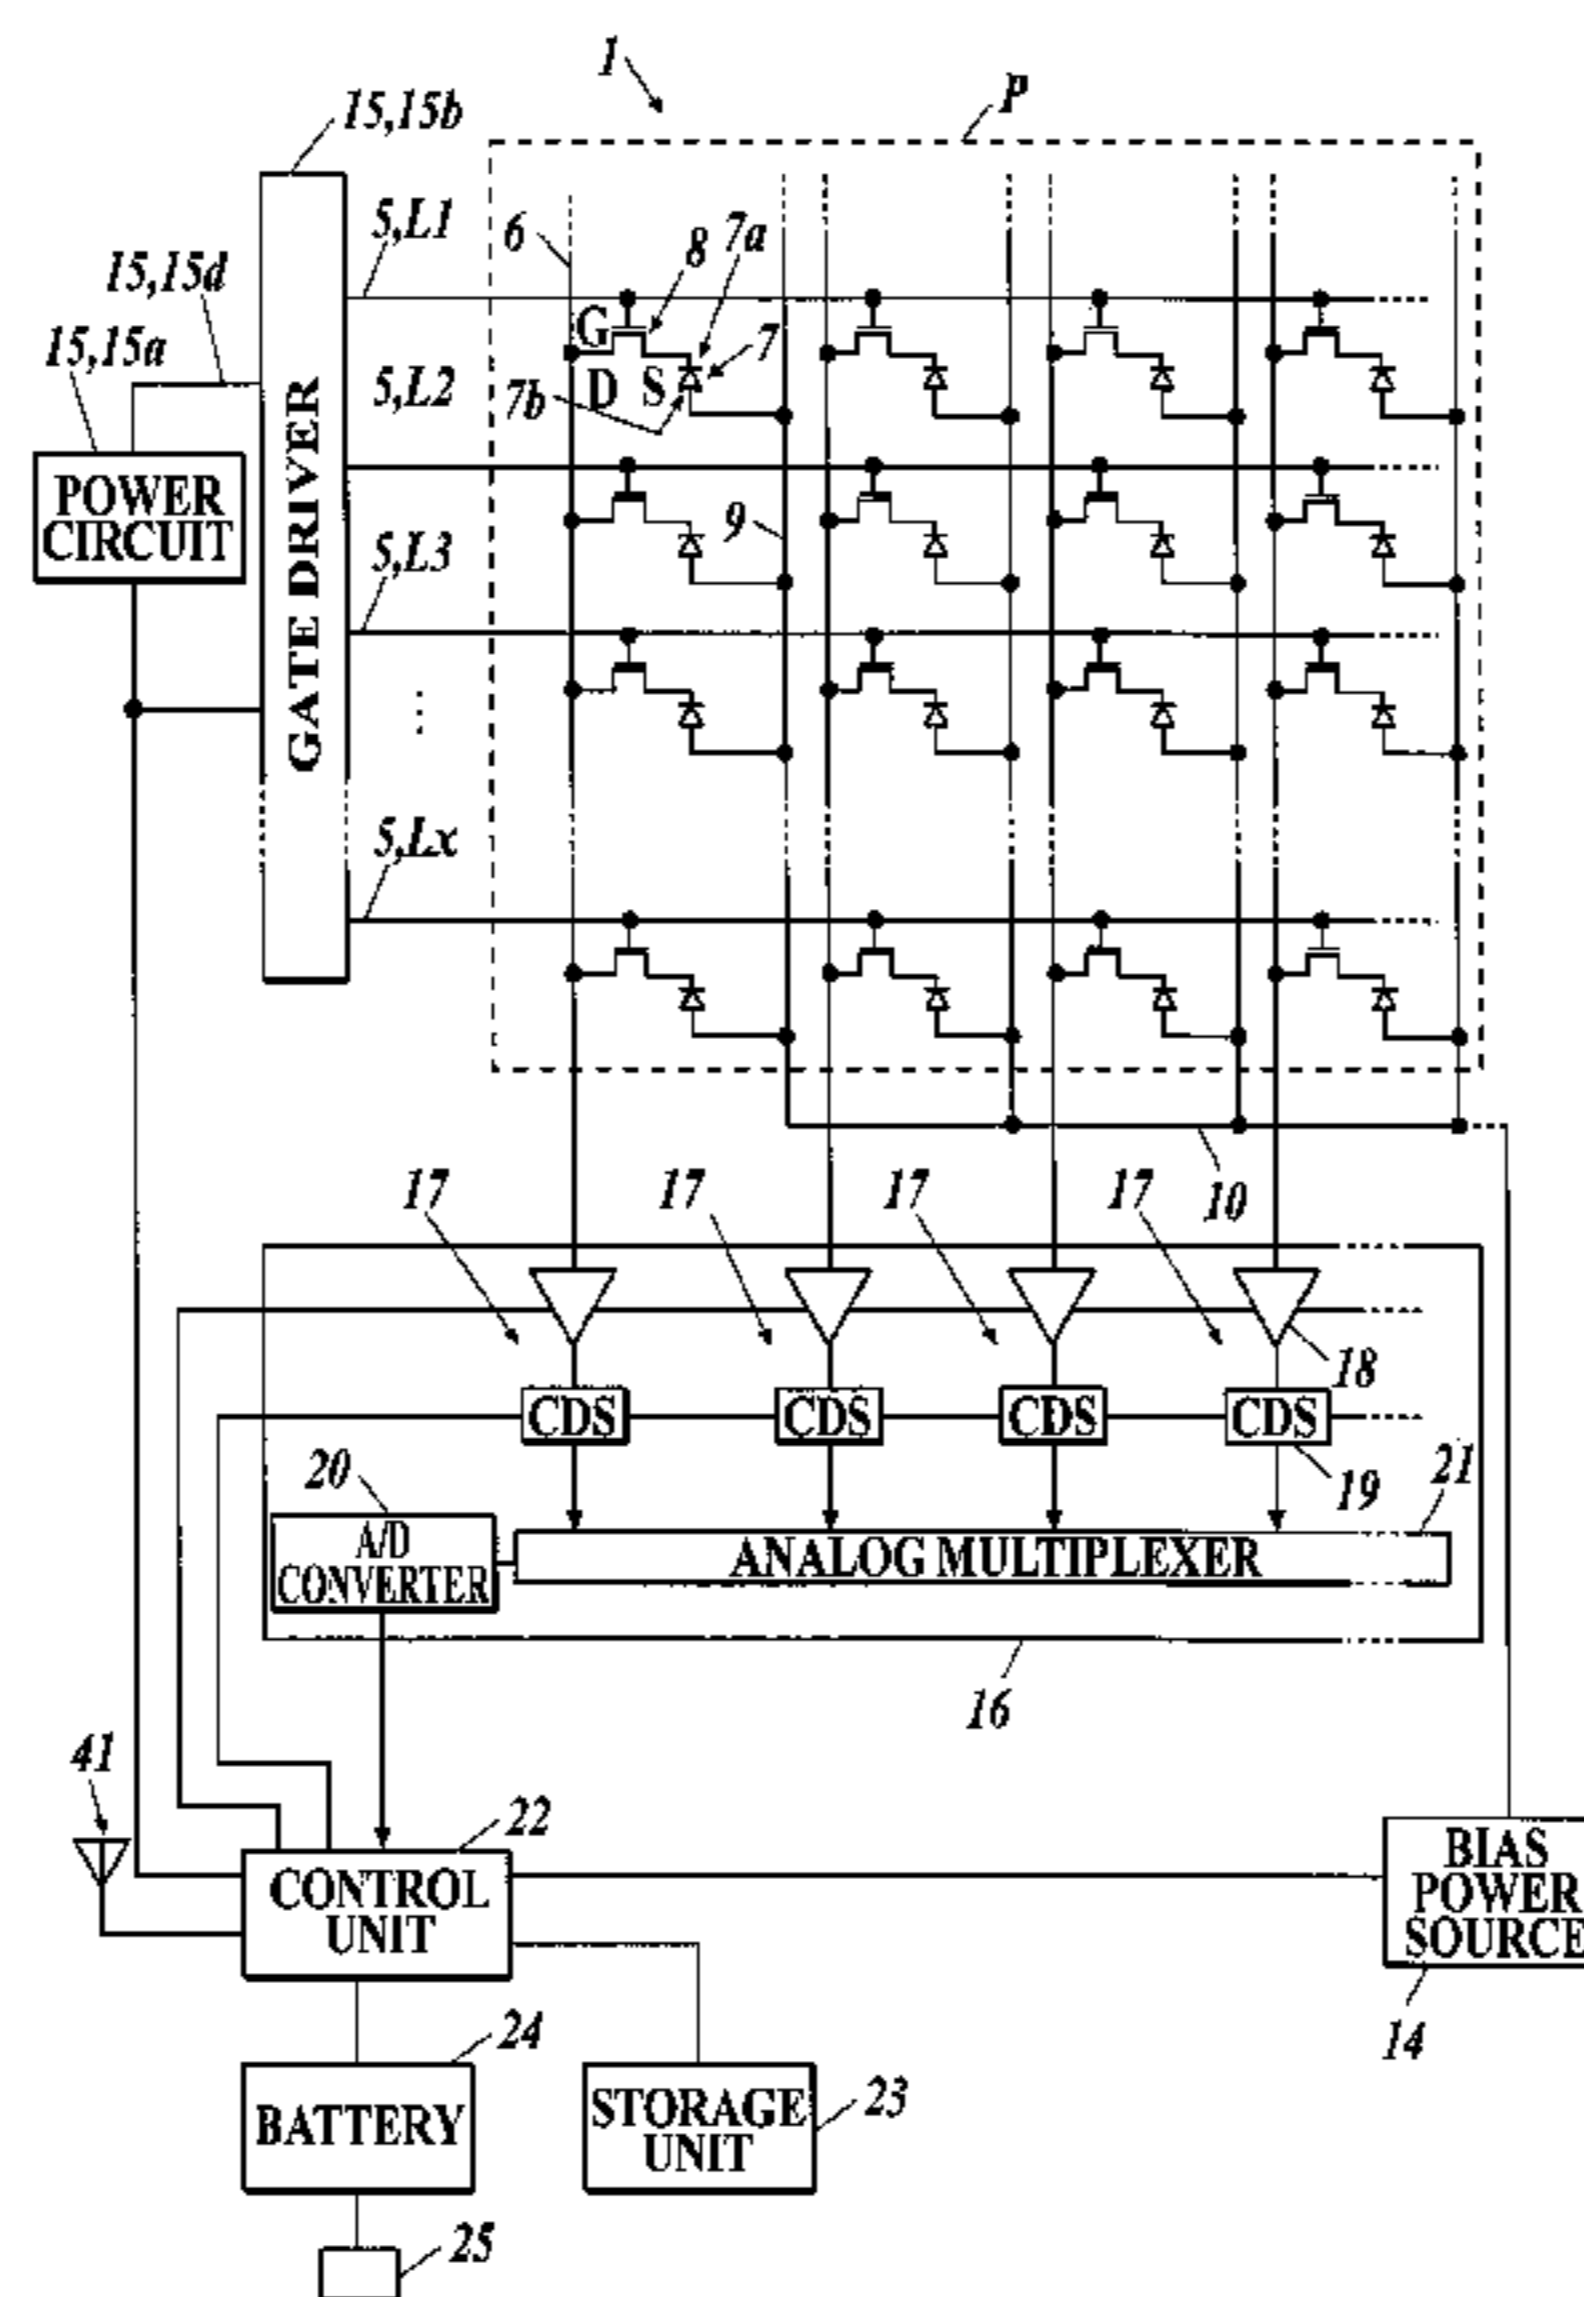 1
P
15,15b
5,L1
6
8
7a
15,15d
G
7
15,15a
5,L2
7b
D
S
POWER
CIRCUIT
GATE DRIVER
9
5,L3
5,Lx
17
17
17
17
10
18
CDS
CDS
CDS
CDS
20
19
21
A/D
CONVERTER
ANALOG MULTIPLEXER
16
41
22
CONTROL
UNIT
BIAS
POWER
SOURCE
14
24
BATTERY
STORAGE
UNIT
23
25